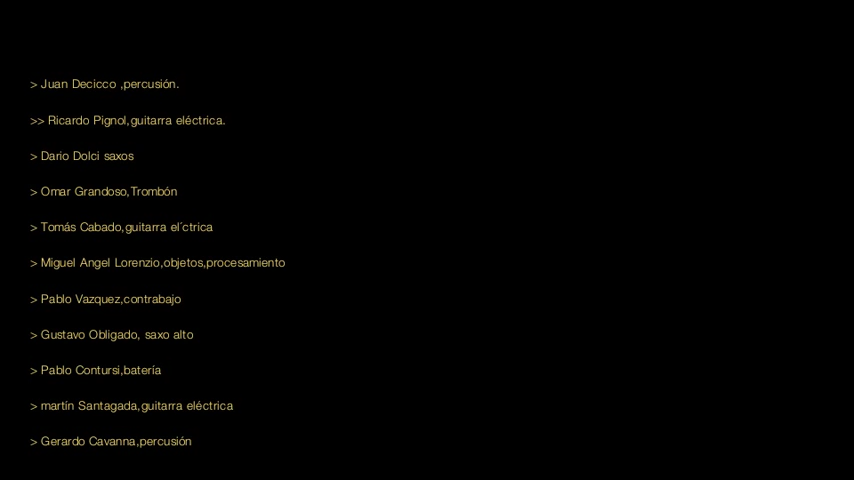 > Juan Decicco ,percusión.
>> Ricardo Pignol,guitarra eléctrica.
> Dario Dolci saxos
> Omar Grandoso,Trombón
> Tomás Cabado,guitarra el´ctrica
> Miguel Angel Lorenzio,objetos,procesamiento
> Pablo Vazquez,contrabajo
> Gustavo Obligado, saxo alto
> Pablo Contursi,batería
> martín Santagada,guitarra eléctrica
> Gerardo Cavanna,percusión